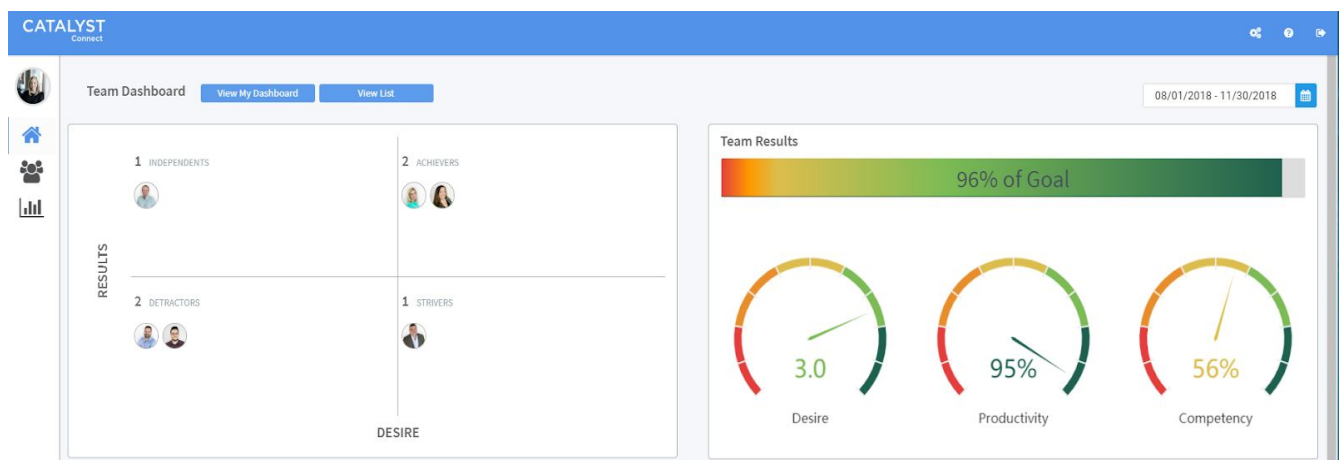 CATALYST
Connect
Team Dashboard View My Dashboard View List
08/01/2018 - 11/30/2018
1 INDEPENDENTS
2 ACHIEVERS
RESULTS
2 DETRACTORS
1 STRIVERS
DESIRE
Team Results
96% of Goal
3.0 95% 56%
Desire Productivity Competency